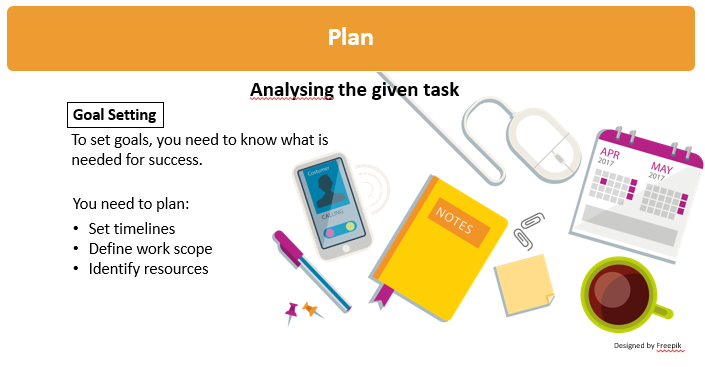 Plan
Analysing the given task
Goal Setting
To set goals, you need to know what is
needed for success.
You need to plan:
• Set timelines
• Define work scope
• Identify resources
Customer
CALLING
NOTES
APR
2017
MAY
2017
Designed by Freepik